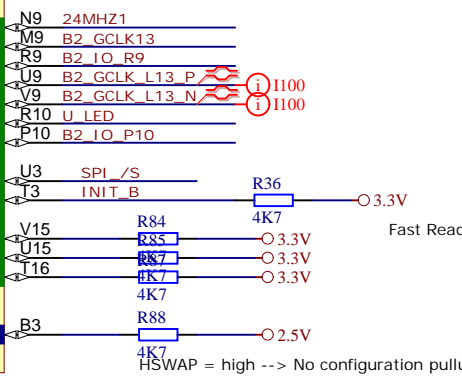 N9 24MHZ1
M9 B2_GCLK13
R9 B2_IO_R9
U9 B2_GCLK_L13_P i I100
V9 B2_GCLK_L13_N i I100
R10 U_LED
P10 B2_IO_P10
U3 SPI_/S
T3 INIT_B R36 4K7 3.3V
Fast Read
V15 R84 3.3V
U15 R85 4K7 3.3V
T16 R87 4K7 3.3V
4K7
B3 R88 2.5V
4K7
HSWAP = high --> No configuration pullu